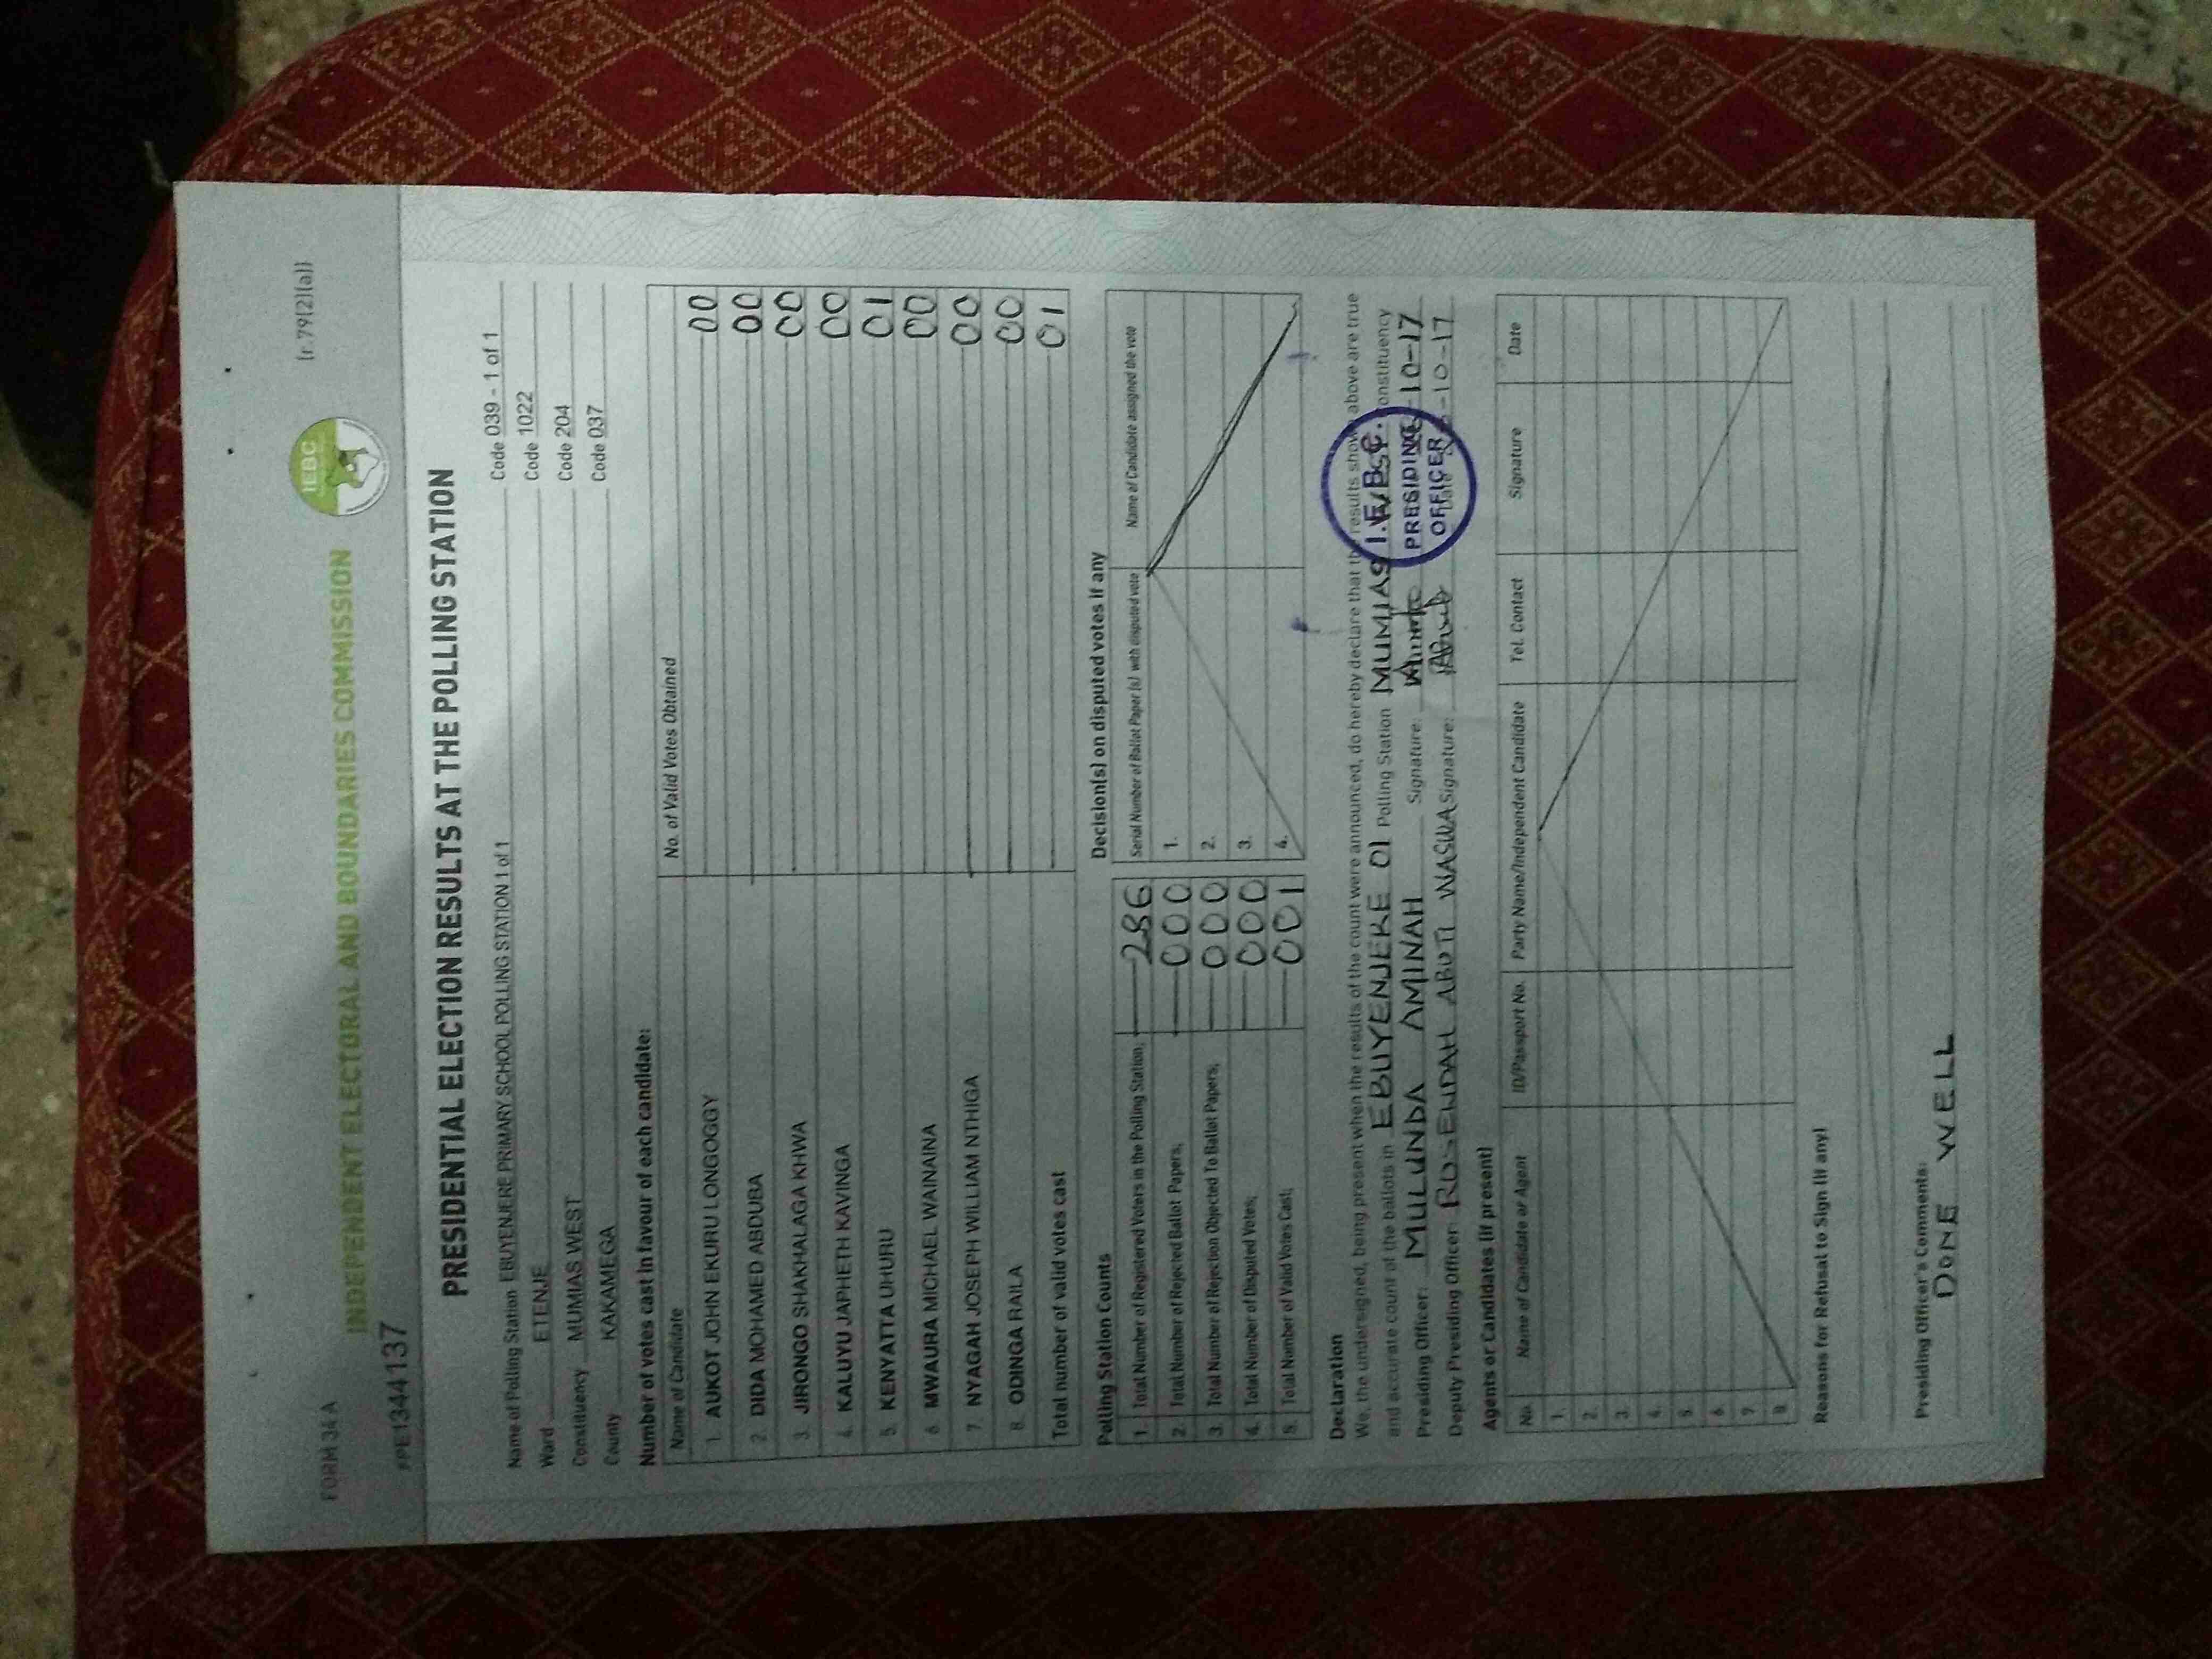 FORM 34 A
(r.79(2)(a))
IEBC
INDEPENDENT ELECTORAL AND BOUNDARIES COMMISSION
PRE1344137
PRESIDENTIAL ELECTION RESULTS AT THE POLLING STATION
Name of Polling Station EBUYENJERE PRIMARY SCHOOL POLLING STATION 1 of 1 Code 039 - 1 of 1
Ward ETENJE Code 1022
Constituency MUMIAS WEST Code 204
County KAKAMEGA Code 037
Number of votes cast in favour of each candidate:
Name of Candidate No. of Valid Votes Obtained
1. AUKOT JOHN EKURU LONGOGGY 00
2. DIDA MOHAMED ABDUBA 00
3. JIRONGO SHAKHALAGA KHWA 00
4. KALUYU JAPHETH KAVINGA 00
5. KENYATTA UHURU 01
6 MWAURA MICHAEL WAINAINA 00
7. NYAGAH JOSEPH WILLIAM NTHIGA 00
8 ODINGA RAILA 00
Total number of valid votes cast 01
Polling Station Counts
1. Total Number of Registered Voters in the Polling Station; 286
2. Total Number of Rejected Ballot Papers; 000
3. Total Number of Rejection Objected To Ballot Papers; 000
4. Total Number of Disputed Votes; 000
5. Total Number of Valid Votes Cast; 001
Decision(s) on disputed votes if any
Serial Number of Ballot Paper (s) with disputed vote Name of Candidate assigned the vote
1.
2.
3.
4.
Declaration
We, the undersigned, being present when the results of the count were announced, do hereby declare that the results shown above are true
and accurate count of the ballots in EBUYENJERE 01 Polling Station MUMIAS Constituency
Presiding Officer: MULUNDA AMINAH Signature: -10-17
Deputy Presiding Officer: ROSENDAH ABUTI WASWA Signature: -10-17
I.E.B.C.
PRESIDING
OFFICER
Agents or Candidates (if present)
No. Name of Candidate or Agent ID/Passport No. Party Name/Independent Candidate Tel. Contact Signature Date
1.
2.
3.
4.
5.
6.
7
8.
Reasons for Refusal to Sign (if any)
Presiding Officer's Comments:
DONE WELL